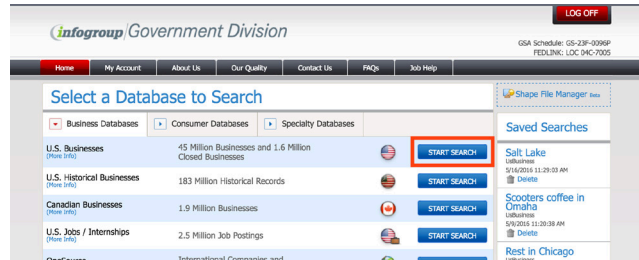 LOG OFF
infogroup Government Division
GSA Schedule: GS-23F-0096P
FEDLINK: LOC 04C-7005
Home My Account About Us Our Quality Contact Us FAQs Job Help
Select a Database to Search
Shape File Manager Beta
Business Databases Consumer Databases Specialty Databases
Saved Searches
U.S. Businesses
(More Info)
45 Million Businesses and 1.6 Million
Closed Businesses
START SEARCH
Salt Lake
UsBusiness
5/16/2016 11:29:03 AM
Delete
U.S. Historical Businesses
(More Info)
183 Million Historical Records
START SEARCH
Scooters coffee in
Omaha
UsBusiness
5/9/2016 11:20:38 AM
Delete
Canadian Businesses
(More Info)
1.9 Million Businesses
START SEARCH
U.S. Jobs / Internships
(More Info)
2.5 Million Job Postings
START SEARCH
Rest in Chicago
UsBusiness
International Companies and